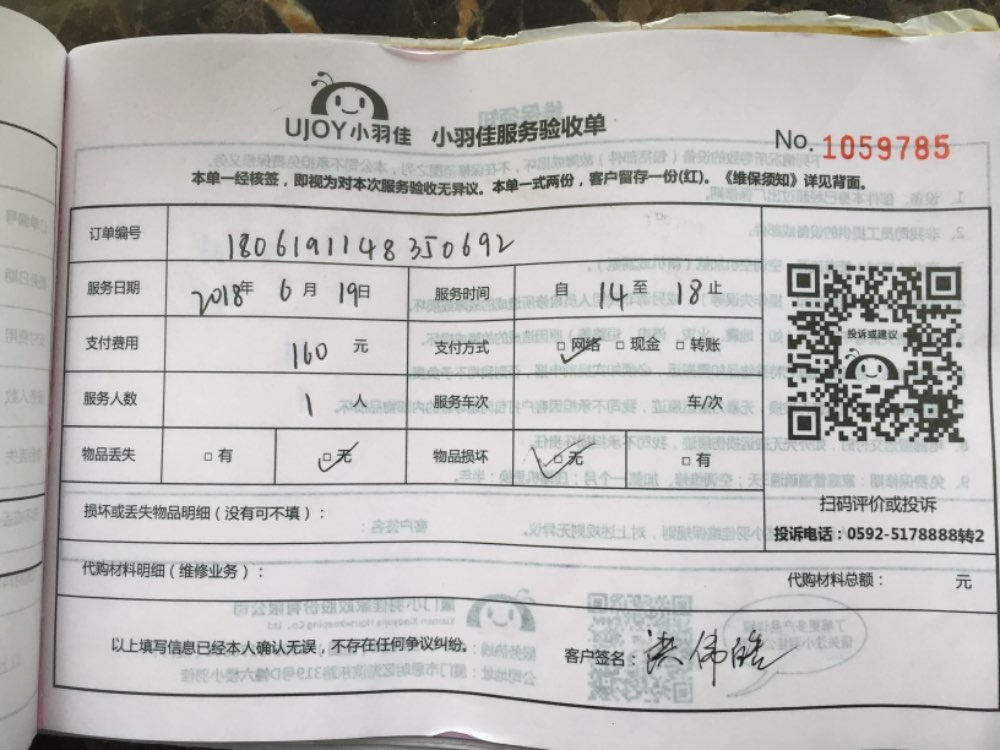 UJOY小羽佳 小羽佳服务验收单
No. 1059785
本单一经核签，即视为对本次服务验收无异议。本单一式两份，客户留存一份(红)。《维保须知》详见背面。
订单编号 180619114835069２
服务日期 2018年 6月 19日 服务时间 自 14 至 18 止
支付费用 160 元 支付方式 ☑网络 □现金 □转账
投诉或建议
服务人数 1 人 服务车次 车/次
物品丢失 □有 ☑无 物品损坏 ☑无 □有
扫码评价或投诉
损坏或丢失物品明细（没有可不填）：
投诉电话：0592-5178888转2
代购材料明细（维修业务）： 代购材料总额： 元
以上填写信息已经本人确认无误，不存在任何争议纠纷。 客户签名：洪伟皓